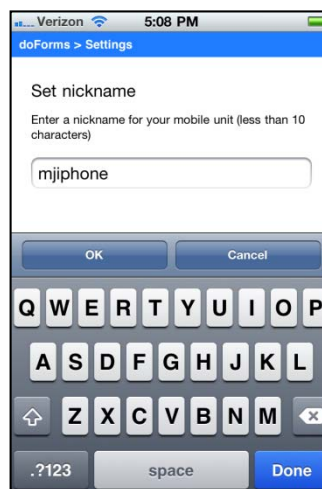 Verizon 5:08 PM
doForms > Settings
Set nickname
Enter a nickname for your mobile unit (less than 10
characters)
mjiphone
OK Cancel
Q W E R T Y U I O P
A S D F G H J K L
Z X C V B N M
.?123 space Done